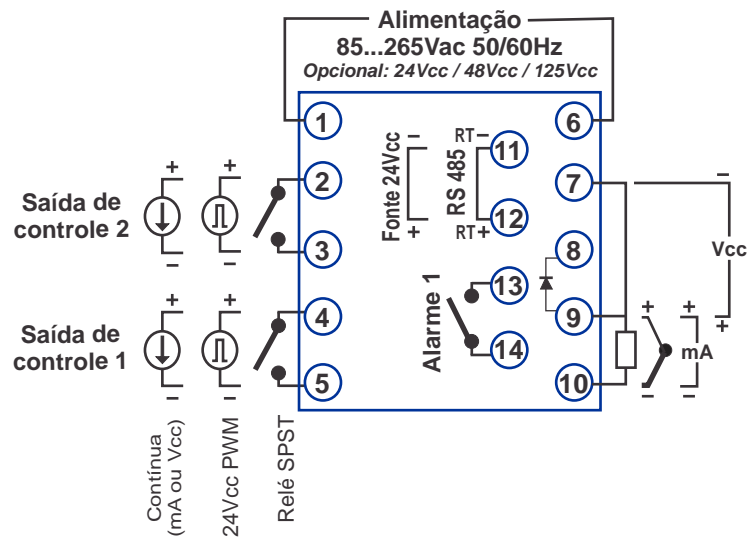 Alimentação
85...265Vac 50/60Hz
Opcional: 24Vcc / 48Vcc / 125Vcc
1
2
3
4
5
6
7
8
9
10
11
12
13
14
Fonte 24Vcc
−
+
RS 485
RT−
RT+
Alarme 1
Saída de
controle 2
+
−
+
−
Saída de
controle 1
+
−
+
−
Contínua
(mA ou Vcc)
24Vcc PWM
Relé SPST
−
Vcc
+
+
−
+
mA
−